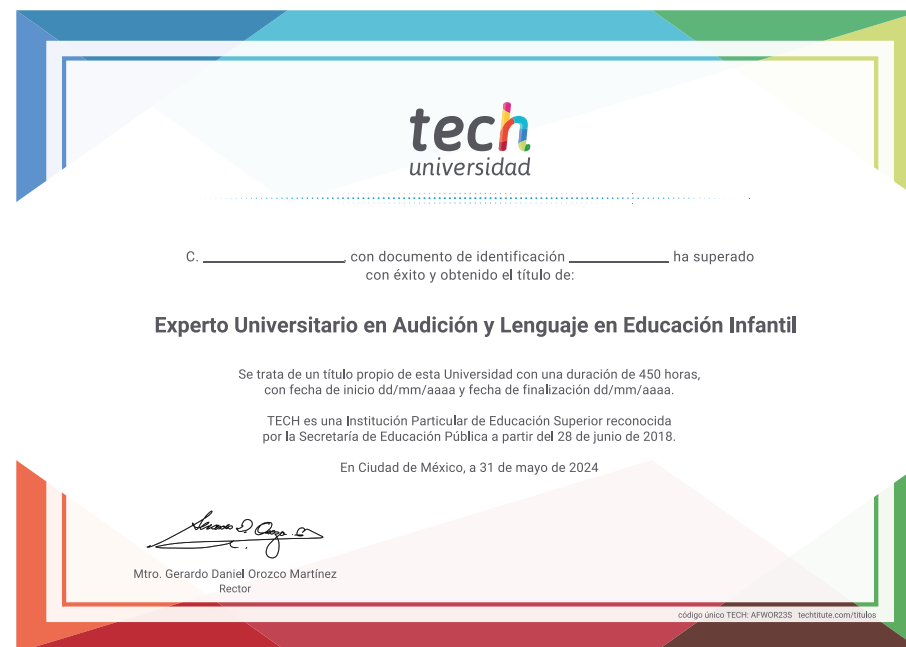 tech
universidad
C. ____________, con documento de identificación _________ ha superado
con éxito y obtenido el título de:
Experto Universitario en Audición y Lenguaje en Educación Infantil
Se trata de un título propio de esta Universidad con una duración de 450 horas,
con fecha de inicio dd/mm/aaaa y fecha de finalización dd/mm/aaaa.
TECH es una Institución Particular de Educación Superior reconocida
por la Secretaría de Educación Pública a partir del 28 de junio de 2018.
En Ciudad de México, a 31 de mayo de 2024
Mtro. Gerardo Daniel Orozco Martínez
Rector
código único TECH: AFWOR23S techtitute.com/titulos